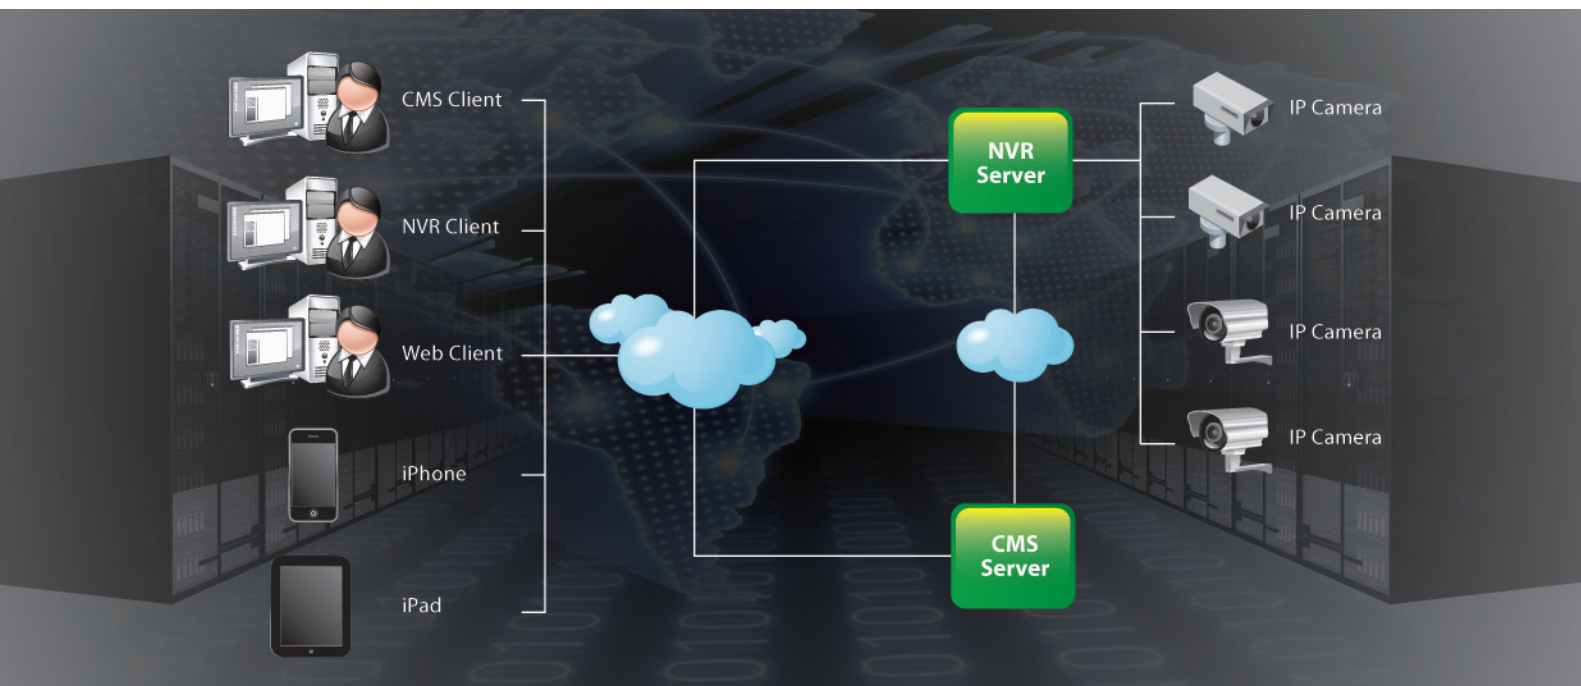 CMS Client
NVR Client
Web Client
iPhone
iPad
NVR
Server
CMS
Server
IP Camera
IP Camera
IP Camera
IP Camera